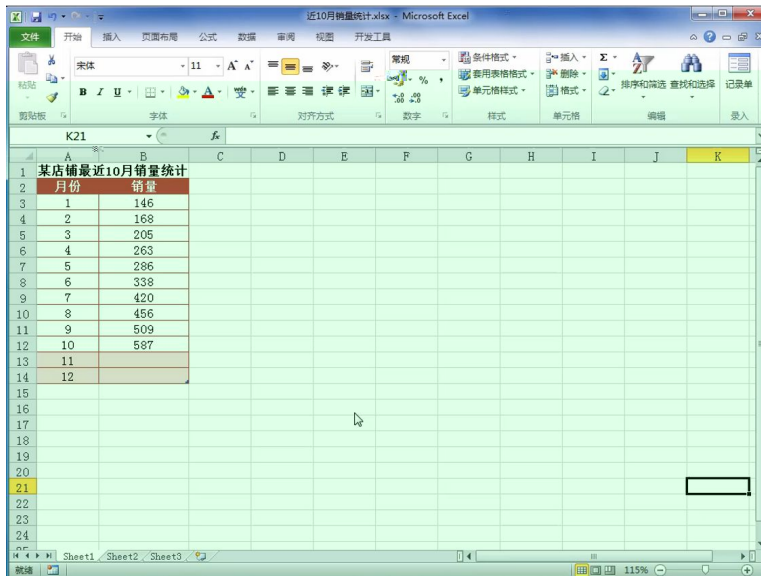 近10月销量统计.xlsx - Microsoft Excel
文件 开始 插入 页面布局 公式 数据 审阅 视图 开发工具
宋体 11 A A 常规 条件格式 插入 Σ
粘贴 B I U A 变 % , 套用表格格式 删除 排序和筛选 查找和选择 记录单
单元格样式 格式
剪贴板 字体 对齐方式 数字 样式 单元格 编辑 录入
K21 fx
A B C D E F G H I J K
1 某店铺最近10月销量统计
2 月份 销量
3 1 146
4 2 168
5 3 205
6 4 263
7 5 286
8 6 338
9 7 420
10 8 456
11 9 509
12 10 587
13 11
14 12
15
16
17
18
19
20
21
22
23
24
25
Sheet1 Sheet2 Sheet3
就绪 115%